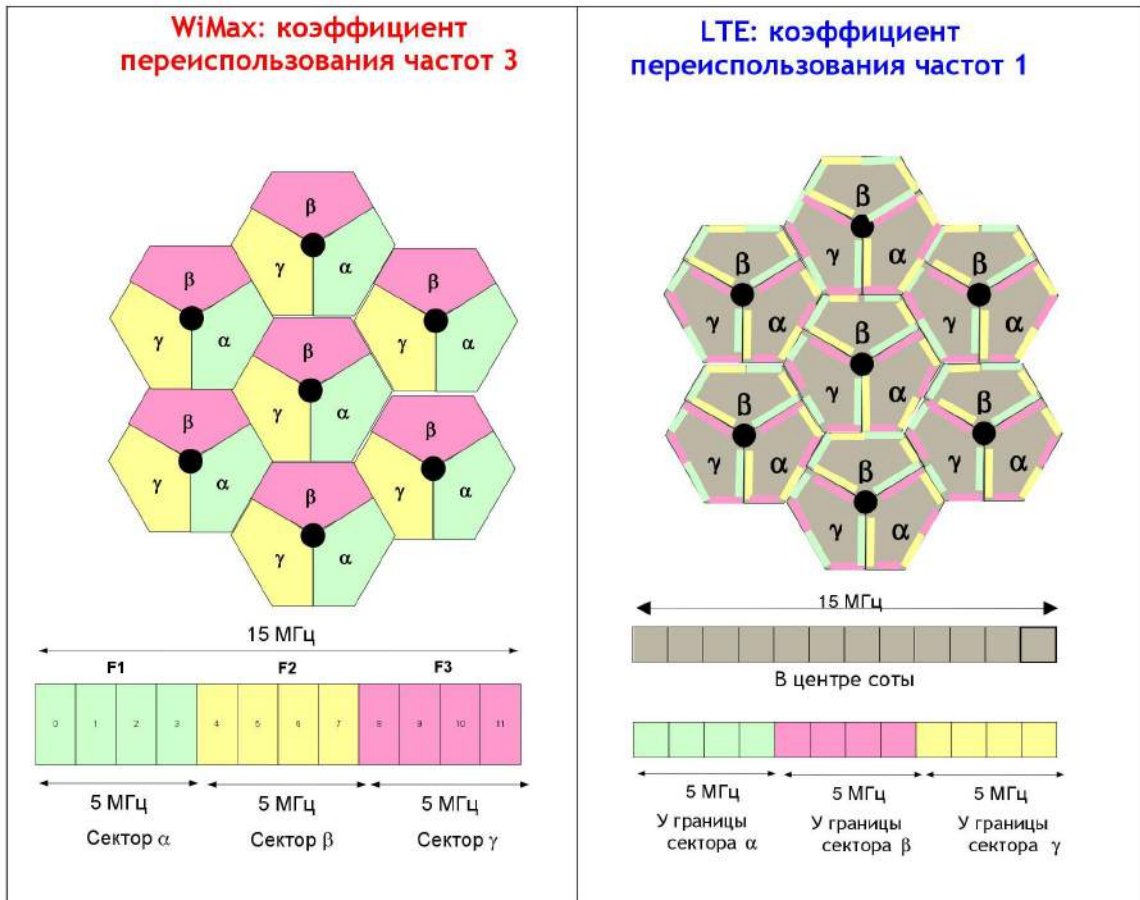 WiMax: коэффициент
переиспользования частот 3
β
γ
α
β
γ
α
β
γ
α
β
γ
α
β
γ
α
β
γ
α
β
γ
α
15 МГц
F1
F2
F3
0
1
2
3
4
5
6
7
8
9
10
11
5 МГц
5 МГц
5 МГц
Сектор α
Сектор β
Сектор γ
LTE: коэффициент
переиспользования частот 1
β
γ
α
β
γ
α
β
γ
α
β
γ
α
β
γ
α
β
γ
α
β
γ
α
15 МГц
В центре соты
5 МГц
5 МГц
5 МГц
У границы
сектора α
У границы
сектора β
У границы
сектора γ